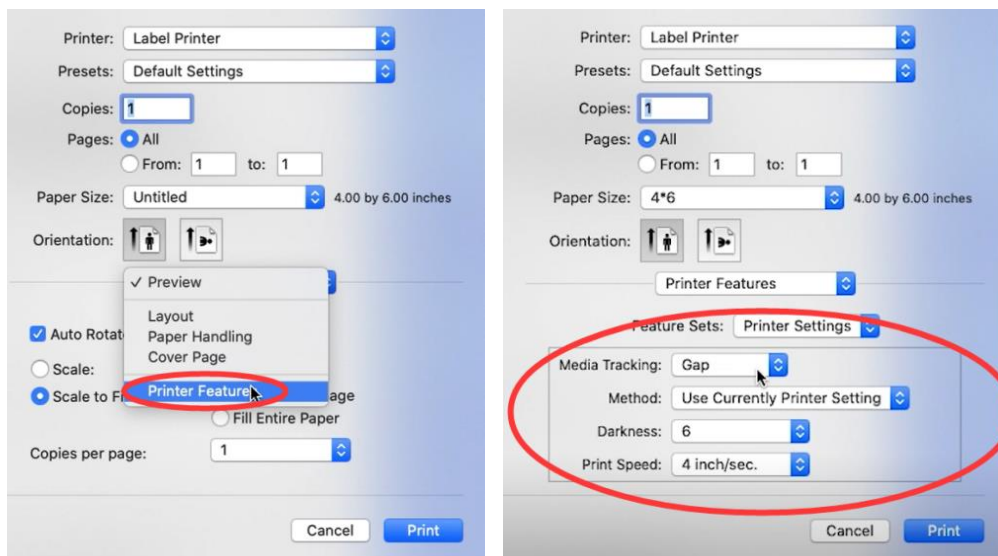 Printer: Label Printer
Presets: Default Settings
Copies: 1
Pages: All
From: 1 to: 1
Paper Size: Untitled 4.00 by 6.00 inches
Orientation:
✓ Preview
Layout
Auto Rotat
Paper Handling
Cover Page
Scale:
Printer Feature
Scale to Fi age
Fill Entire Paper
Copies per page: 1
Cancel Print
Printer: Label Printer
Presets: Default Settings
Copies: 1
Pages: All
From: 1 to: 1
Paper Size: 4*6 4.00 by 6.00 inches
Orientation:
Printer Features
Feature Sets: Printer Settings
Media Tracking: Gap
Method: Use Currently Printer Setting
Darkness: 6
Print Speed: 4 inch/sec.
Cancel Print